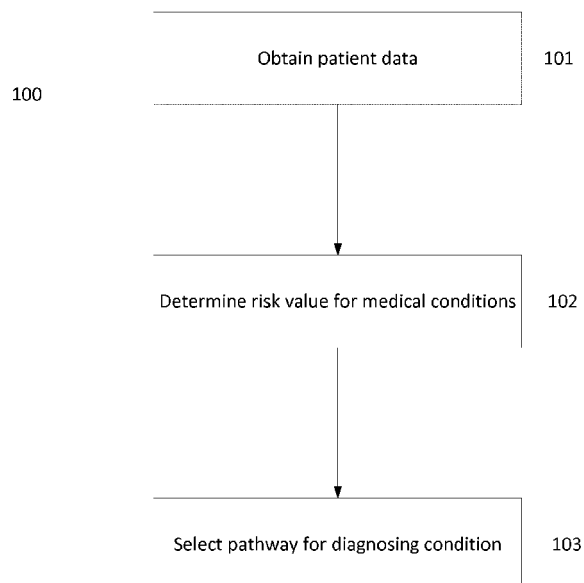 Obtain patient data
101
100
Determine risk value for medical conditions
102
Select pathway for diagnosing condition
103